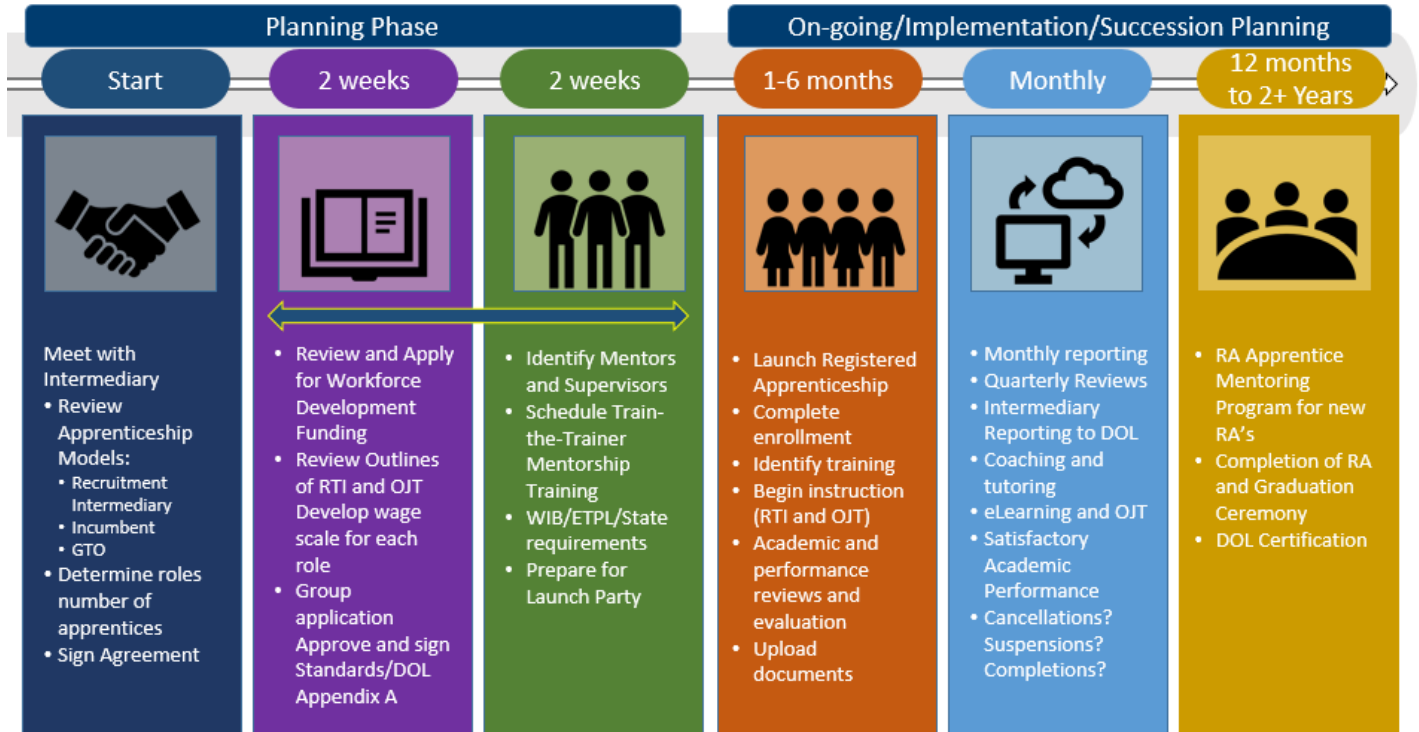 Planning Phase
On-going/Implementation/Succession Planning
Start
2 weeks
2 weeks
1-6 months
Monthly
12 months
to 2+ Years
Meet with
Intermediary
• Review
Apprenticeship
Models:
• Recruitment
Intermediary
• Incumbent
• GTO
• Determine roles
number of
apprentices
• Sign Agreement
• Review and Apply
for Workforce
Development
Funding
• Review Outlines
of RTI and OJT
Develop wage
scale for each
role
• Group
application
Approve and sign
Standards/DOL
Appendix A
• Identify Mentors
and Supervisors
• Schedule Train-
the-Trainer
Mentorship
Training
• WIB/ETPL/State
requirements
• Prepare for
Launch Party
• Launch Registered
Apprenticeship
• Complete
enrollment
• Identify training
• Begin instruction
(RTI and OJT)
• Academic and
performance
reviews and
evaluation
• Upload
documents
• Monthly reporting
• Quarterly Reviews
• Intermediary
Reporting to DOL
• Coaching and
tutoring
• eLearning and OJT
• Satisfactory
Academic
Performance
• Cancellations?
Suspensions?
Completions?
• RA Apprentice
Mentoring
Program for new
RA's
• Completion of RA
and Graduation
Ceremony
• DOL Certification